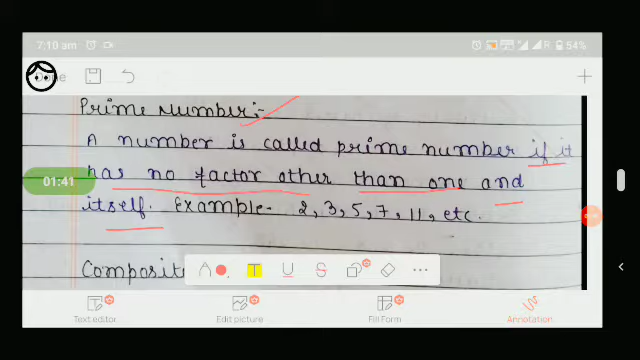 7:10 am
R 54%
Done
Prime Number:-
A number is called prime number if it
has no factor other than one and
01:41
itself. Example- 2, 3, 5, 7, 11, etc.
Composit
A T U S
Text editor
Edit picture
Fill Form
Annotation